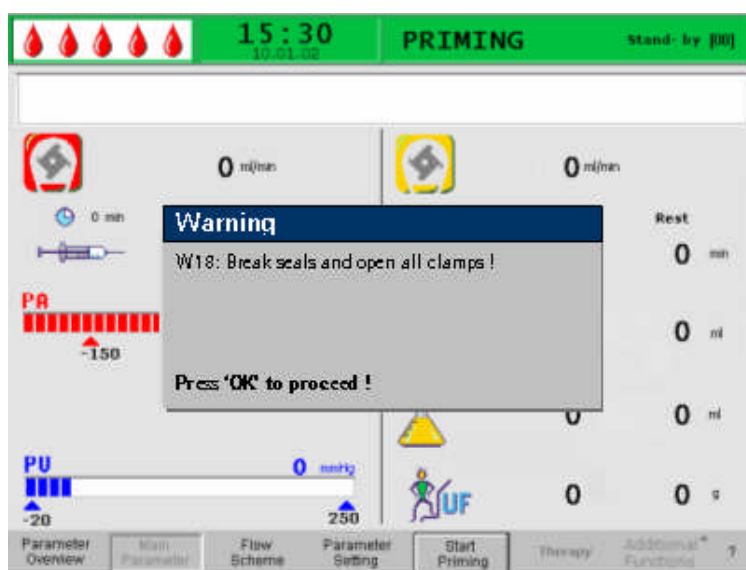 15:30
10.01.02
PRIMING
Stand-by [00]
0 ml/min
0 ml/min
0 min
Rest
0 min
Warning
W18: Break seals and open all clamps !
Press 'OK' to proceed !
PA
-150
0 ml
0 0 ml
PV
0 mmHg
-20
250
UF
0 0 g
Parameter Overview
Main Parameter
Flow Scheme
Parameter Setting
Start Priming
Therapy
Additional Functions
?